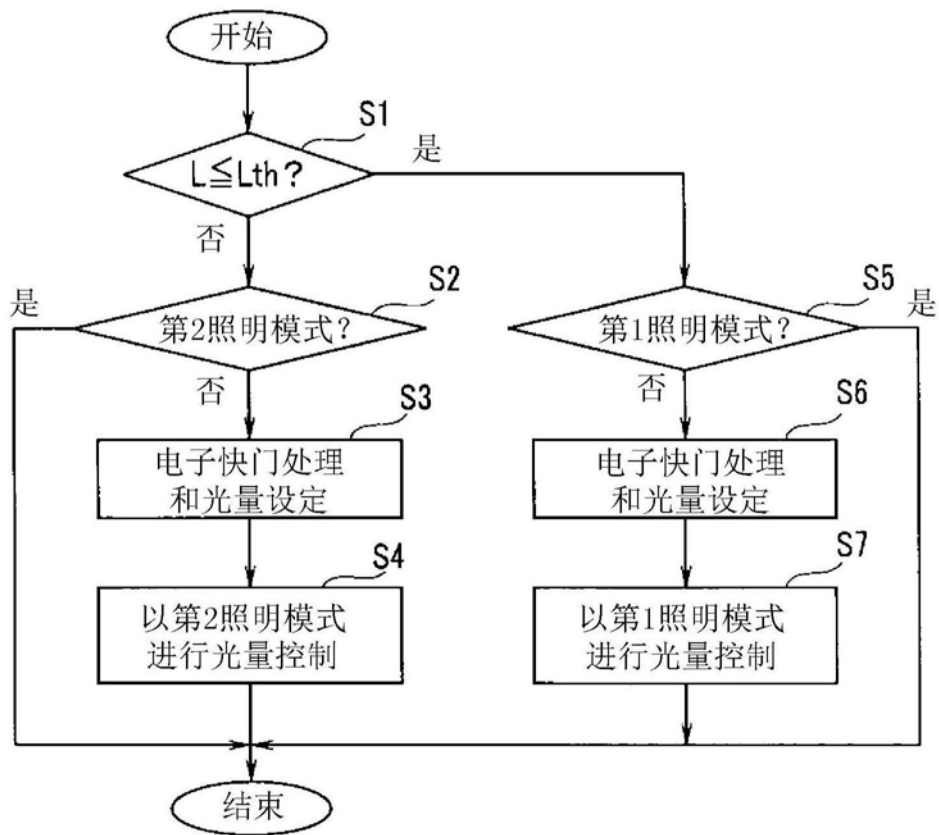 开始
S1
L≦Lth?
是
否
S2
是
第2照明模式?
S5
是
第1照明模式?
否
否
S3
电子快门处理
和光量设定
S6
电子快门处理
和光量设定
S4
以第2照明模式
进行光量控制
S7
以第1照明模式
进行光量控制
结束